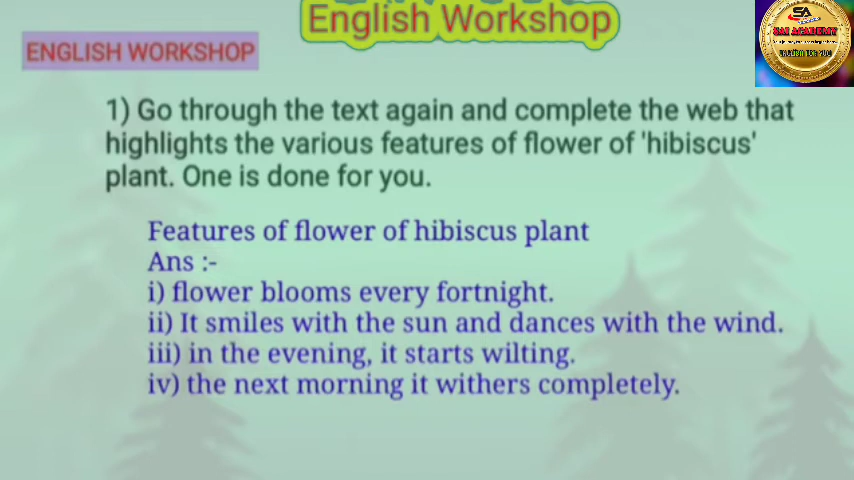 English Workshop
ENGLISH WORKSHOP
SA
SAI ACADEMY
1) Go through the text again and complete the web that
highlights the various features of flower of 'hibiscus'
plant. One is done for you.
Features of flower of hibiscus plant
Ans :-
i) flower blooms every fortnight.
ii) It smiles with the sun and dances with the wind.
iii) in the evening, it starts wilting.
iv) the next morning it withers completely.